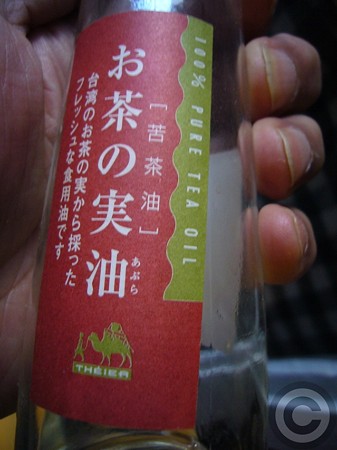 100% PURE TEA OIL
お茶の実油
あぶら
[苦茶油]
台湾のお茶の実から採った
フレッシュな食用油です
THÉIER
©